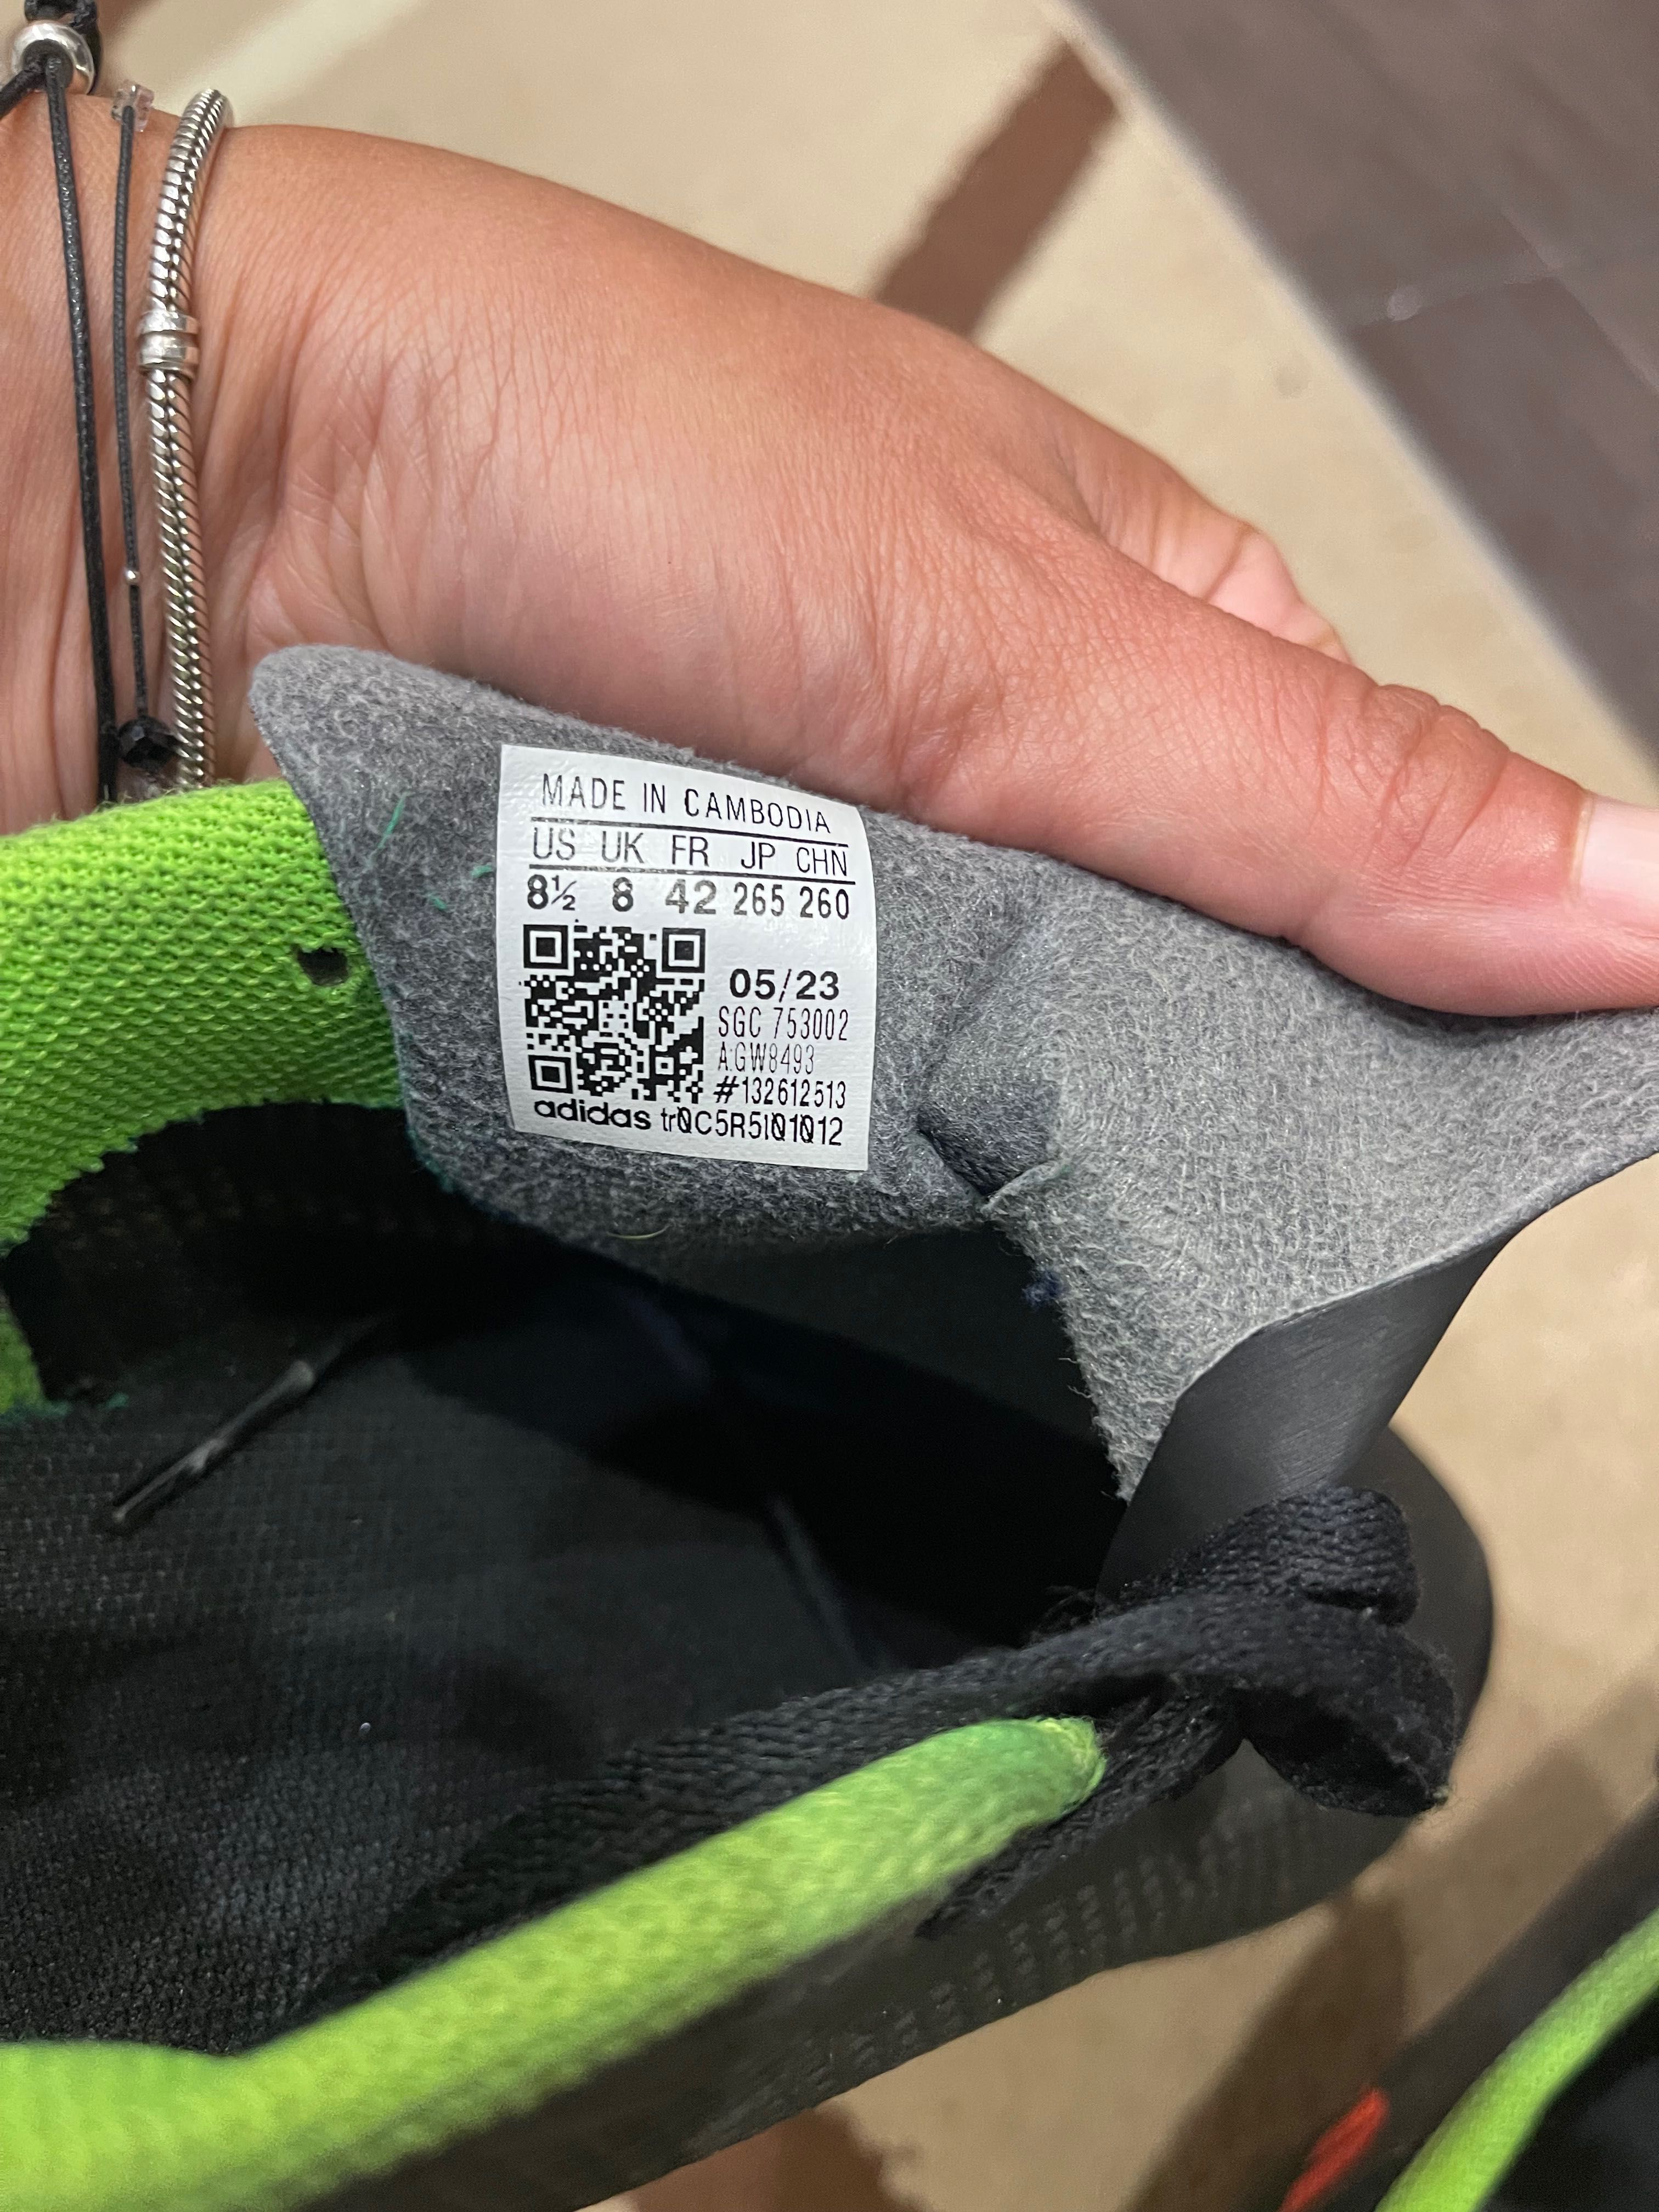 MADE IN CAMBODIA
US UK FR JP CHN
8½ 8 42 265 260
05/23
SGC 753002
A:GW8493
#132612513
adidas tr0C5R5I01012